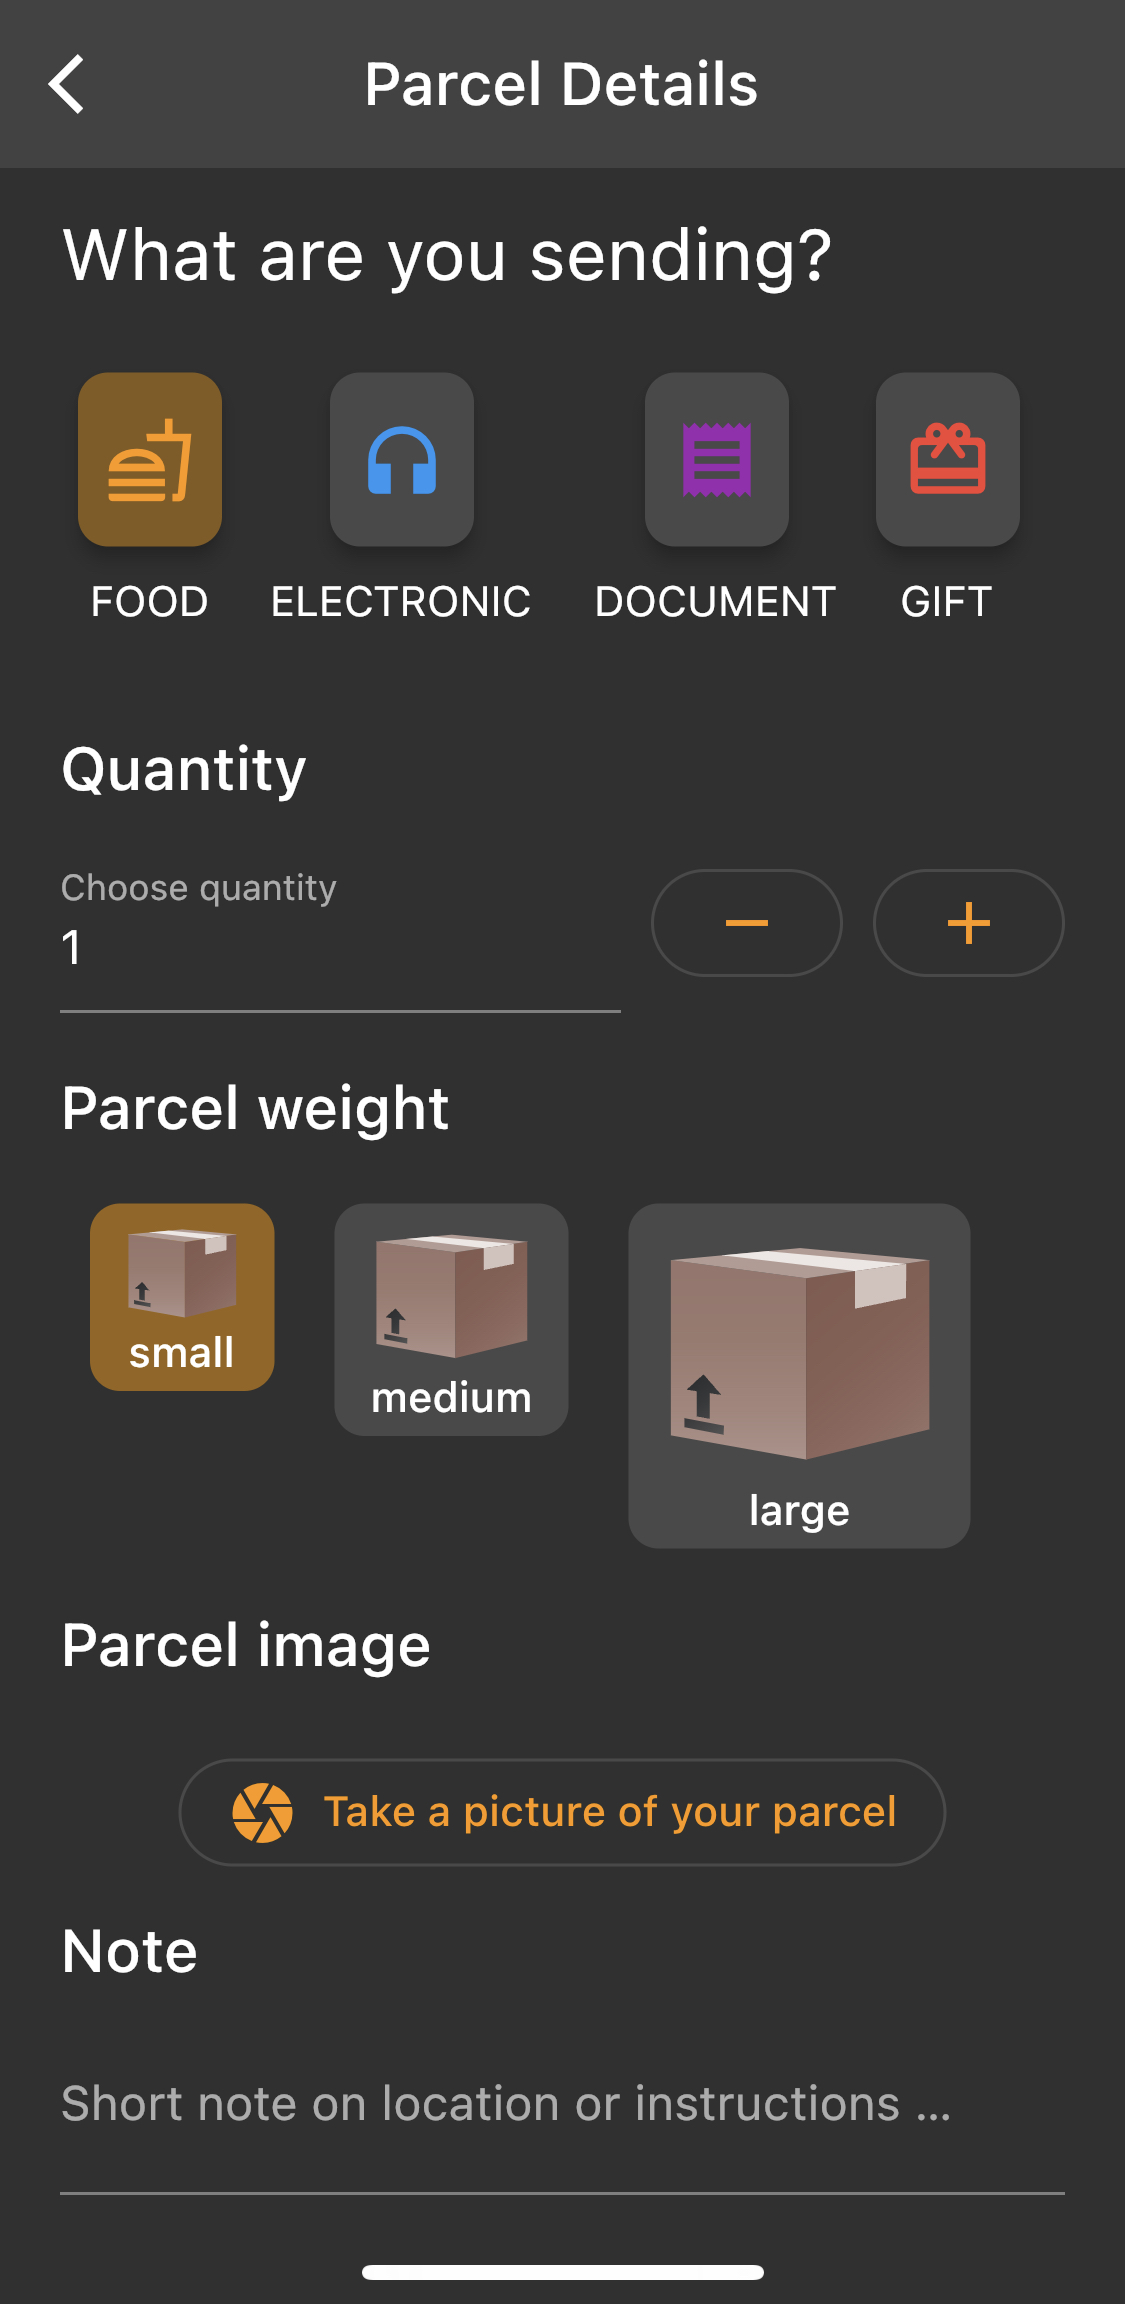 Parcel Details
What are you sending?
FOOD
ELECTRONIC
DOCUMENT
GIFT
Quantity
Choose quantity
1
Parcel weight
small
medium
large
Parcel image
Take a picture of your parcel
Note
Short note on location or instructions ...